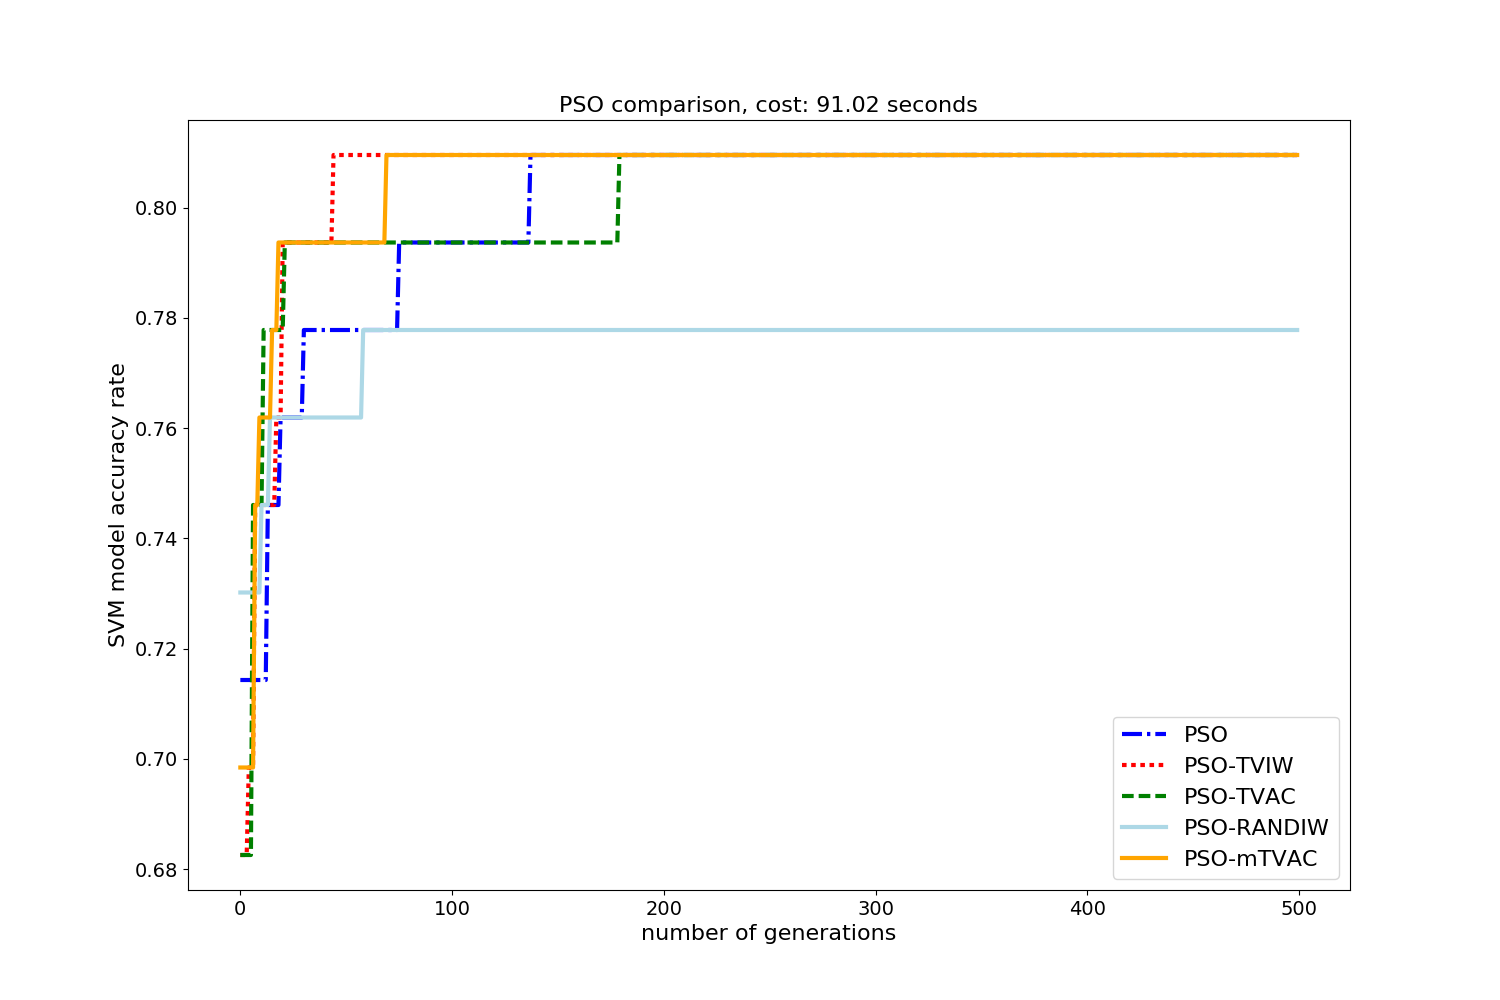 PSO comparison, cost: 91.02 seconds
SVM model accuracy rate
0.80
0.78
0.76
0.74
0.72
0.70
0.68
0 100 200 300 400 500
number of generations
PSO
PSO-TVIW
PSO-TVAC
PSO-RANDIW
PSO-mTVAC